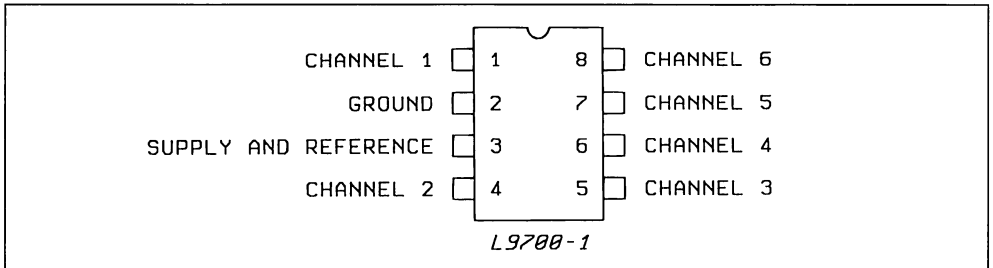 CHANNEL 1 1 8 CHANNEL 6
GROUND 2 7 CHANNEL 5
SUPPLY AND REFERENCE 3 6 CHANNEL 4
CHANNEL 2 4 5 CHANNEL 3
L9700-1